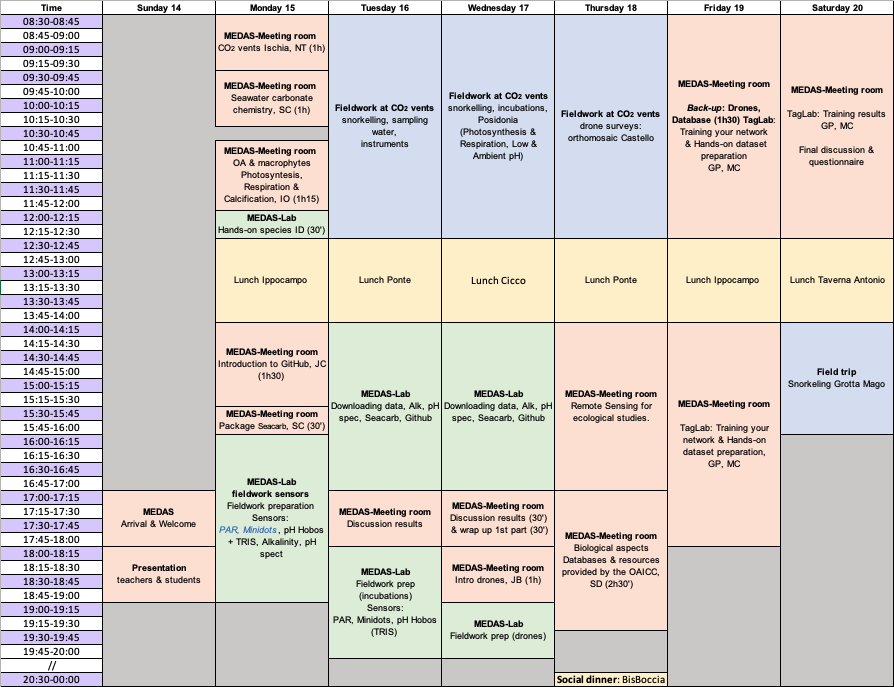 Time Sunday 14 Monday 15 Tuesday 16 Wednesday 17 Thursday 18 Friday 19 Saturday 20
08:30-08:45
08:45-09:00
09:00-09:15
09:15-09:30
09:30-09:45
09:45-10:00
10:00-10:15
10:15-10:30
10:30-10:45
10:45-11:00
11:00-11:15
11:15-11:30
11:30-11:45
11:45-12:00
12:00-12:15
12:15-12:30
12:30-12:45
12:45-13:00
13:00-13:15
13:15-13:30
13:30-13:45
13:45-14:00
14:00-14:15
14:15-14:30
14:30-14:45
14:45-15:00
15:00-15:15
15:15-15:30
15:30-15:45
15:45-16:00
16:00-16:15
16:15-16:30
16:30-16:45
16:45-17:00
17:00-17:15
17:15-17:30
17:30-17:45
17:45-18:00
18:00-18:15
18:15-18:30
18:30-18:45
18:45-19:00
19:00-19:15
19:15-19:30
19:30-19:45
19:45-20:00
//
20:30-00:00
MEDAS
Arrival & Welcome
Presentation
teachers & students
MEDAS-Meeting room
CO2 vents Ischia, NT (1h)
MEDAS-Meeting room
Seawater carbonate
chemistry, SC (1h)
MEDAS-Meeting room
OA & macrophytes
Photosyntesis,
Respiration &
Calcification, IO (1h15)
MEDAS-Lab
Hands-on species ID (30')
Lunch Ippocampo
MEDAS-Meeting room
Introduction to GitHub, JC
(1h30)
MEDAS-Meeting room
Package Seacarb, SC (30')
MEDAS-Lab
fieldwork sensors
Fieldwork preparation
Sensors:
PAR, Minidots, pH Hobos
+ TRIS, Alkalinity, pH
spect
Fieldwork at CO2 vents
snorkelling, sampling
water,
instruments
Lunch Ponte
MEDAS-Lab
Downloading data, Alk, pH
spec, Seacarb, Github
MEDAS-Meeting room
Discussion results
MEDAS-Lab
Fieldwork prep
(incubations)
Sensors:
PAR, Minidots, pH Hobos
(TRIS)
Fieldwork at CO2 vents
snorkelling, incubations,
Posidonia
(Photosynthesis &
Respiration, Low &
Ambient pH)
Lunch Cicco
MEDAS-Lab
Downloading data, Alk, pH
spec, Seacarb, Github
MEDAS-Meeting room
Discussion results (30')
& wrap up 1st part (30')
MEDAS-Meeting room
Intro drones, JB (1h)
MEDAS-Lab
Fieldwork prep (drones)
Fieldwork at CO2 vents
drone surveys:
orthomosaic Castello
Lunch Ponte
MEDAS-Meeting room
Remote Sensing for
ecological studies.
MEDAS-Meeting room
Biological aspects
Databases & resources
provided by the OAICC,
SD (2h30')
Social dinner: BisBoccia
MEDAS-Meeting room
Back-up: Drones,
Database (1h30) TagLab:
Training your network
& Hands-on dataset
preparation
GP, MC
Lunch Ippocampo
MEDAS-Meeting room
TagLab: Training your
network & Hands-on
dataset preparation,
GP, MC
MEDAS-Meeting room
TagLab: Training results
GP, MC
Final discussion &
questionnaire
Lunch Taverna Antonio
Field trip
Snorkeling Grotta Mago